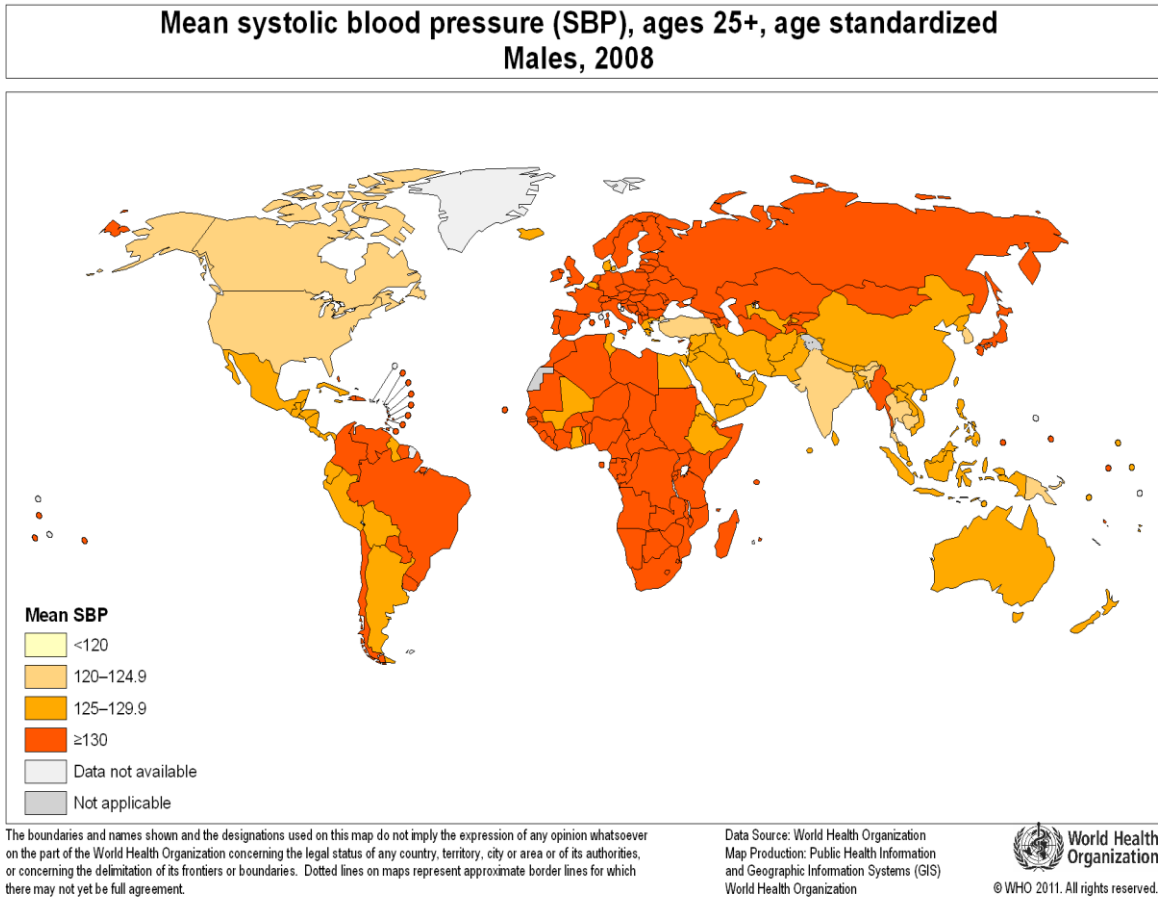 Mean systolic blood pressure (SBP), ages 25+, age standardized
Males, 2008
Mean SBP
<120
120–124.9
125–129.9
≥130
Data not available
Not applicable
The boundaries and names shown and the designations used on this map do not imply the expression of any opinion whatsoever
on the part of the World Health Organization concerning the legal status of any country, territory, city or area or of its authorities,
or concerning the delimitation of its frontiers or boundaries.  Dotted lines on maps represent approximate border lines for which
there may not yet be full agreement.
Data Source: World Health Organization
Map Production: Public Health Information
and Geographic Information Systems (GIS)
World Health Organization
World Health
Organization
© WHO 2011. All rights reserved.